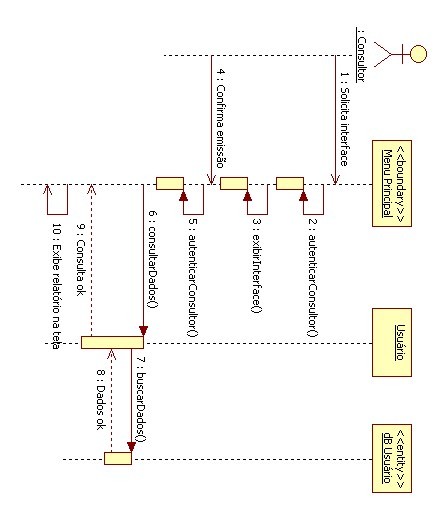 : Consultor
<<boundary>>
Menu Principal
Usuário
<<entity>>
dB Usuário
1 : Solicita interface
2 : autenticarConsultor()
3 : exibirInterface()
4 : Confirma emissão
5 : autenticarConsultor()
6 : consultarDados()
7 : buscarDados()
8 : Dados ok
9 : Consulta ok
10 : Exibe relatório na tela